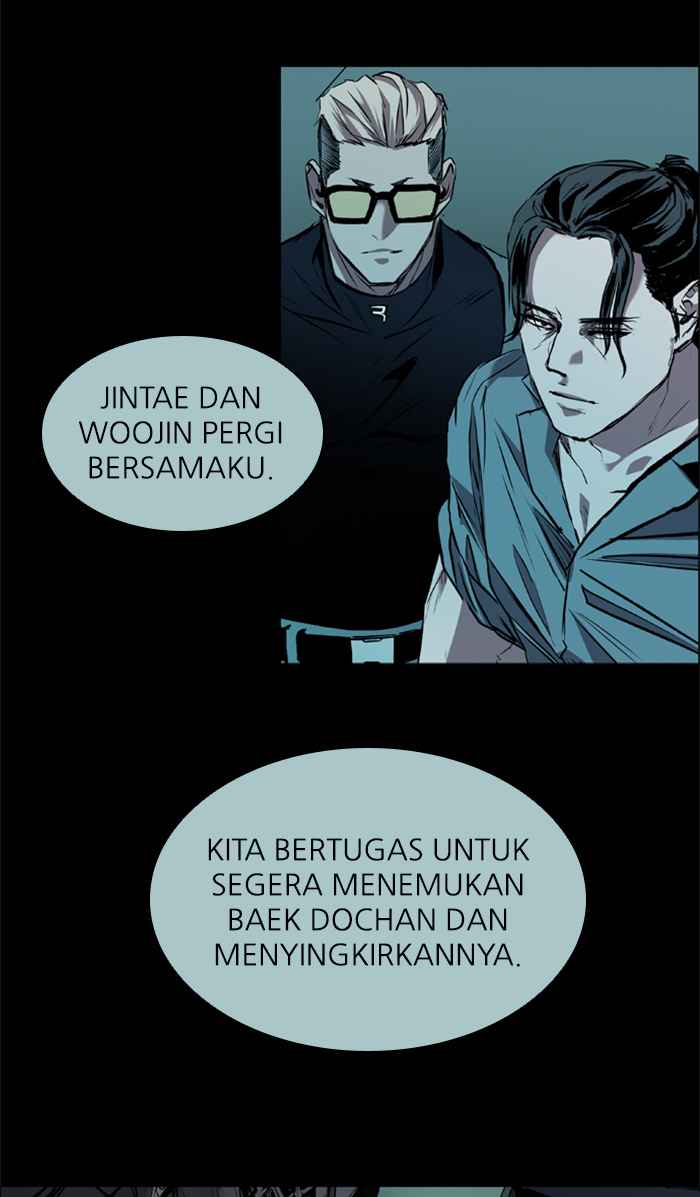 JINTAE DAN
WOOJIN PERGI
BERSAMAKU.
KITA BERTUGAS UNTUK
SEGERA MENEMUKAN
BAEK DOCHAN DAN
MENYINGKIRKANNYA.